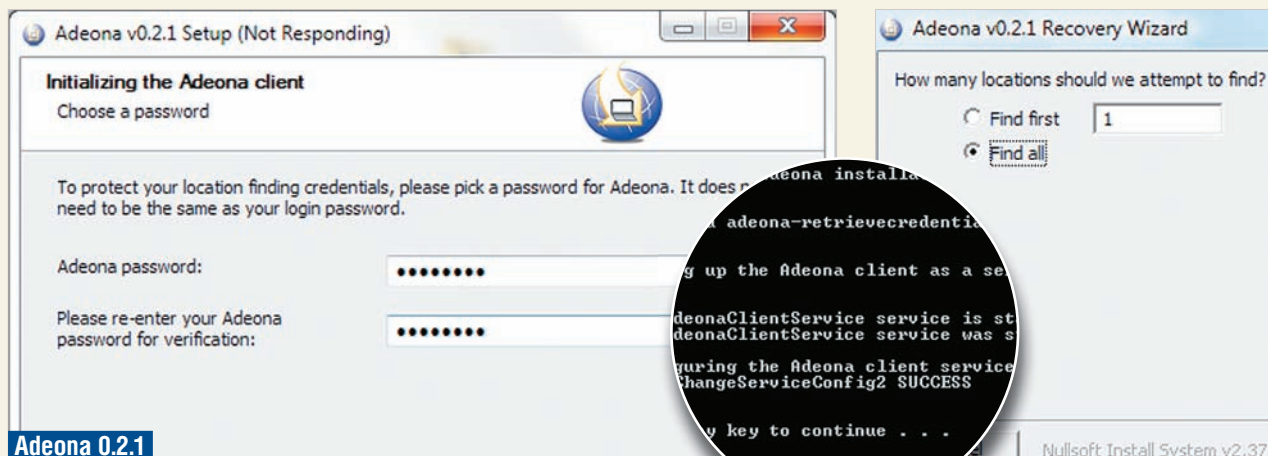 Adeona v0.2.1 Setup (Not Responding)
Initializing the Adeona client
Choose a password
To protect your location finding credentials, please pick a password for Adeona. It does
need to be the same as your login password.
Adeona password:
Please re-enter your Adeona
password for verification:
Adeona 0.2.1
installa
adeona-retrievecredentia
g up the Adeona client as a se
deonaClientService service is st
deonaClientService service was s
guring the Adeona client service
ChangeServiceConfig2 SUCCESS
y key to continue . . .
Adeona v0.2.1 Recovery Wizard
How many locations should we attempt to find?
Find first 1
Find all
Nullsoft Install System v2.37